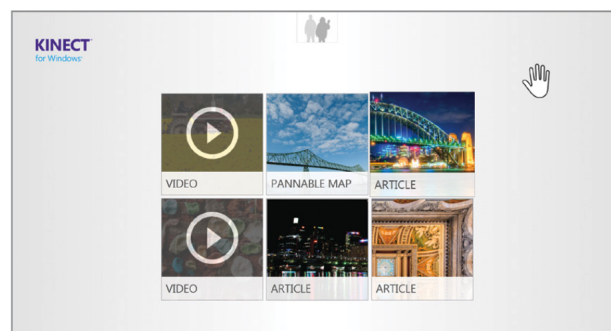 KINECT
for Windows
VIDEO
PANNABLE MAP
ARTICLE
VIDEO
ARTICLE
ARTICLE